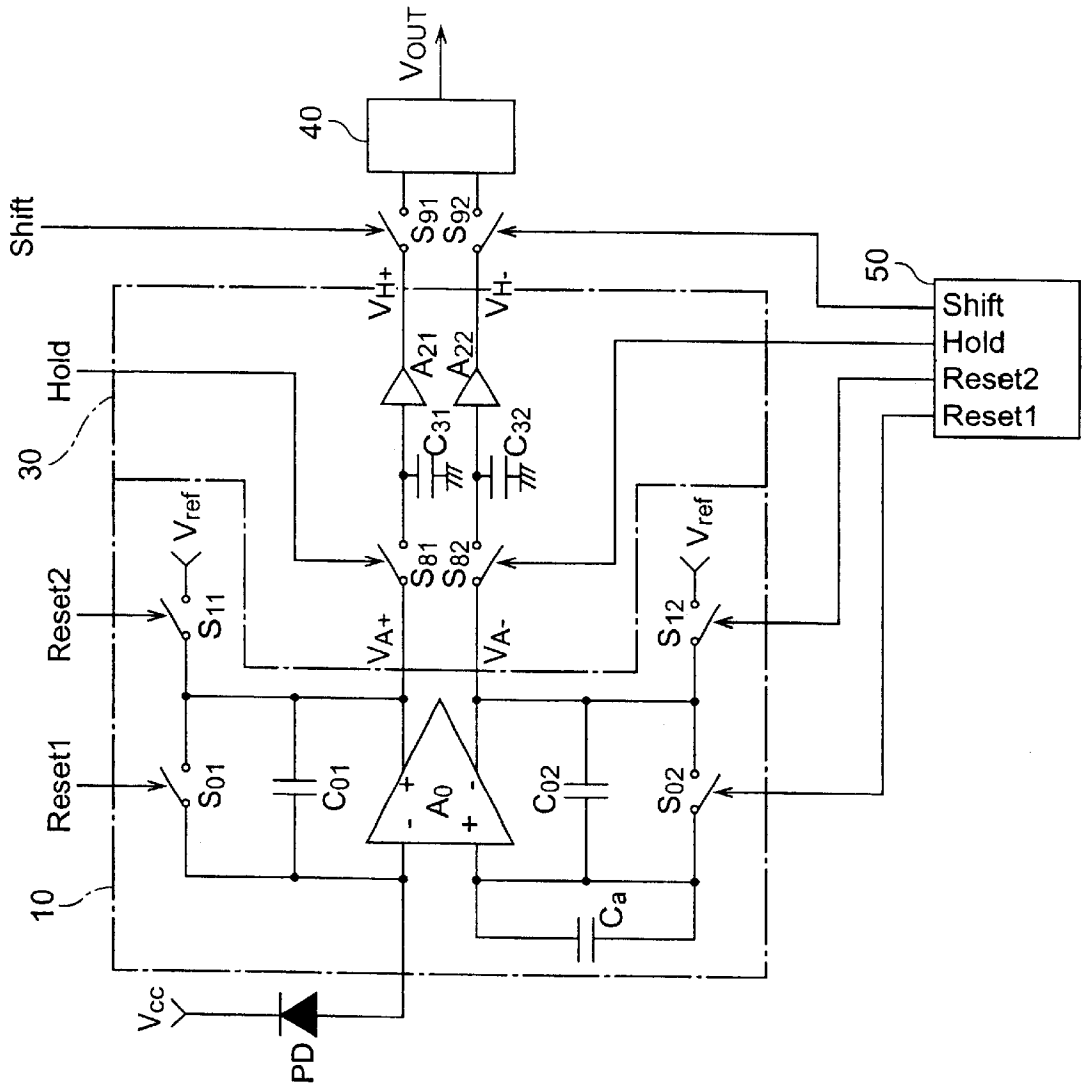 Shift
Hold
30
Reset2
Reset1
10
Vcc
PD
S01
S11
Vref
C01
A0
-
+
+
-
VA+
VA-
S81
S82
C31
C32
A21
A22
VH+
VH-
S91
S92
40
VOUT
Ca
C02
S02
S12
Vref
50
Shift
Hold
Reset2
Reset1